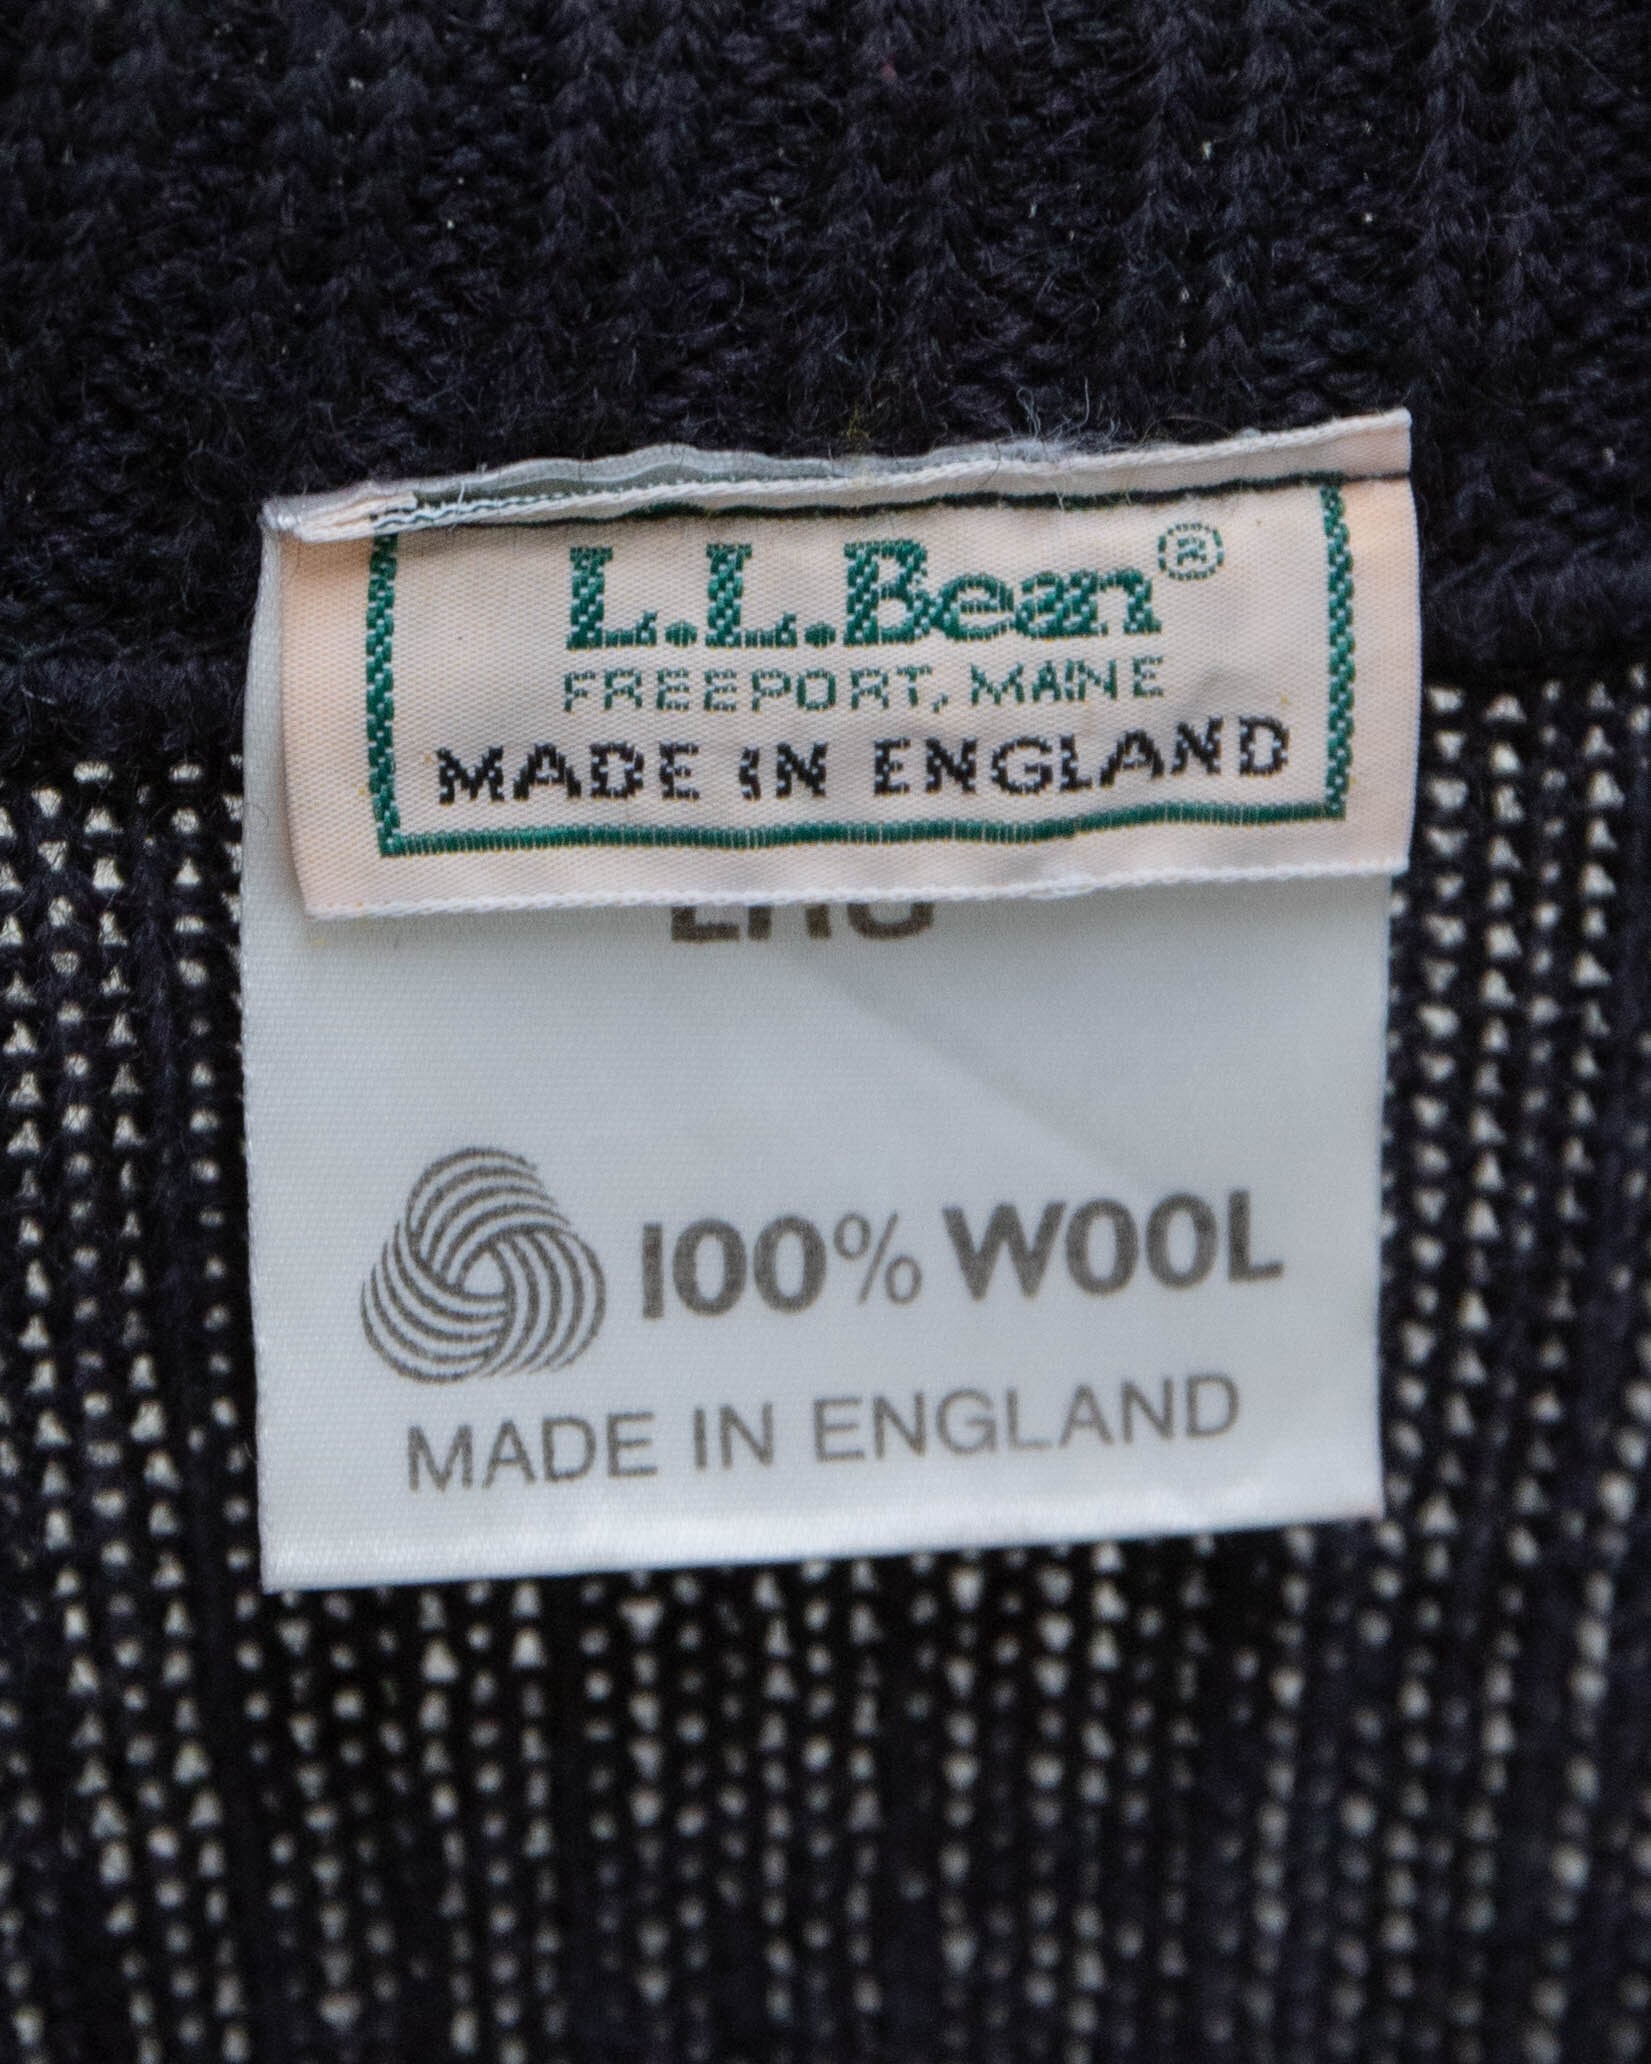 L.L.Bean®
FREEPORT, MAINE
MADE IN ENGLAND
100% WOOL
MADE IN ENGLAND